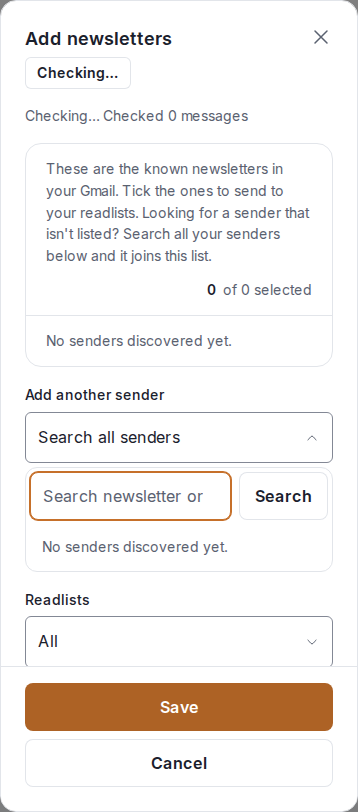 Add newsletters
Checking...
Checking... Checked 0 messages
These are the known newsletters in
your Gmail. Tick the ones to send to
your readlists. Looking for a sender that
isn't listed? Search all your senders
below and it joins this list.
0 of 0 selected
No senders discovered yet.
Add another sender
Search all senders
Search newsletter or
Search
No senders discovered yet.
Readlists
All
Save
Cancel